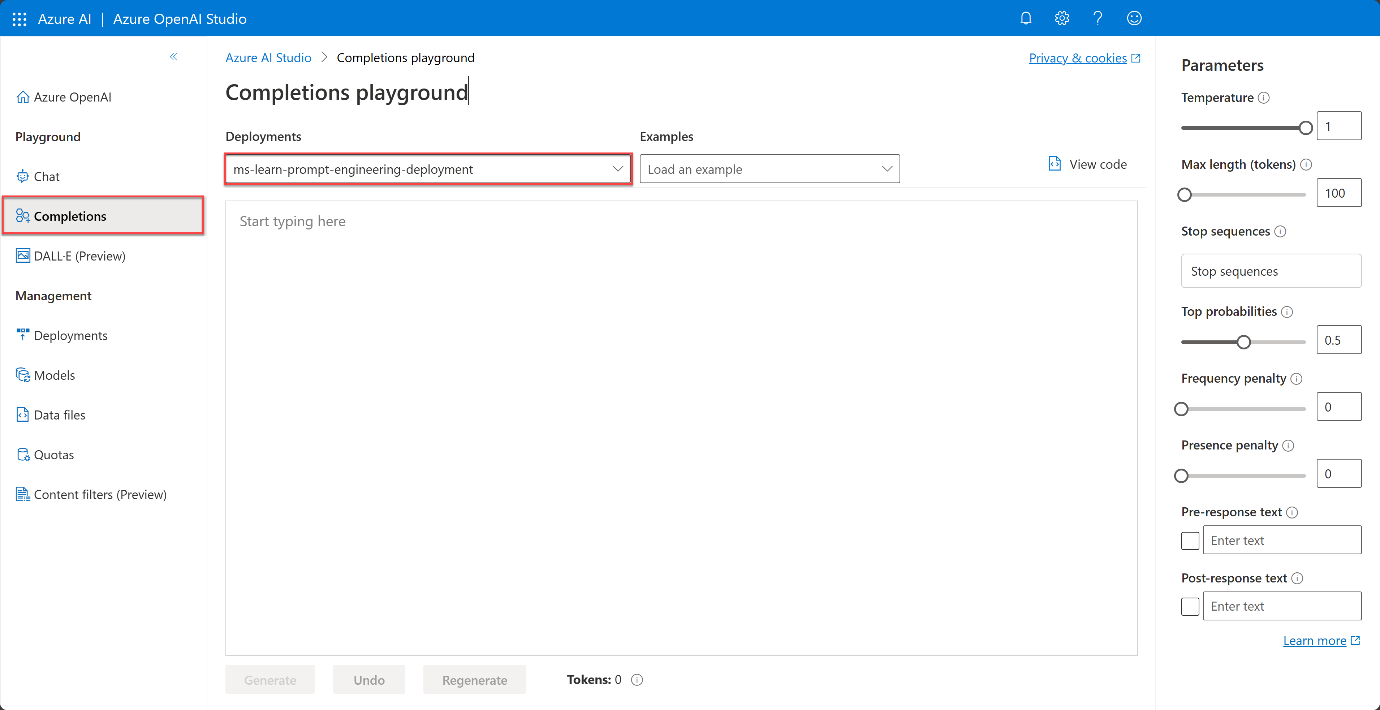 Azure AI | Azure OpenAI Studio
Azure AI Studio > Completions playground
Privacy & cookies
Completions playground
Azure OpenAI
Playground
Chat
Completions
DALL·E (Preview)
Management
Deployments
Models
Data files
Quotas
Content filters (Preview)
Deployments
Examples
ms-learn-prompt-engineering-deployment
Load an example
View code
Start typing here
Generate
Undo
Regenerate
Tokens: 0
Parameters
Temperature
1
Max length (tokens)
100
Stop sequences
Stop sequences
Top probabilities
0.5
Frequency penalty
0
Presence penalty
0
Pre-response text
Enter text
Post-response text
Enter text
Learn more